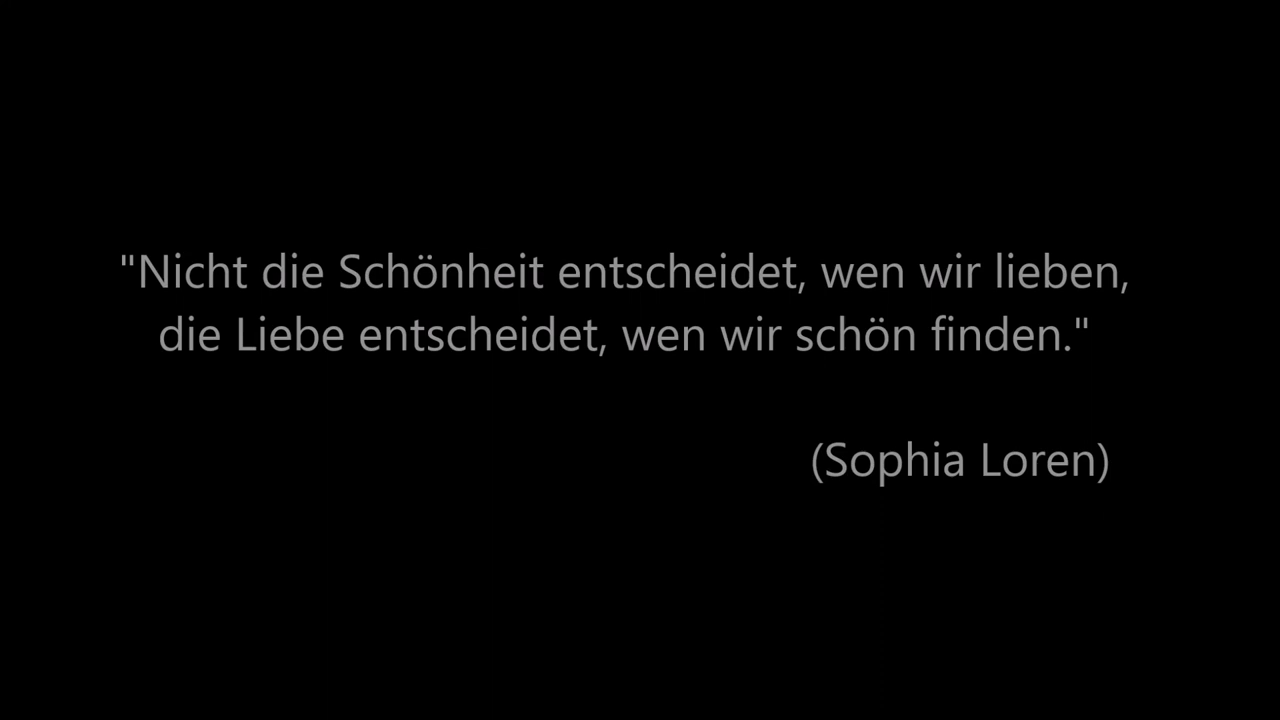 "Nicht die Schönheit entscheidet, wen wir lieben,
die Liebe entscheidet, wen wir schön finden."
(Sophia Loren)